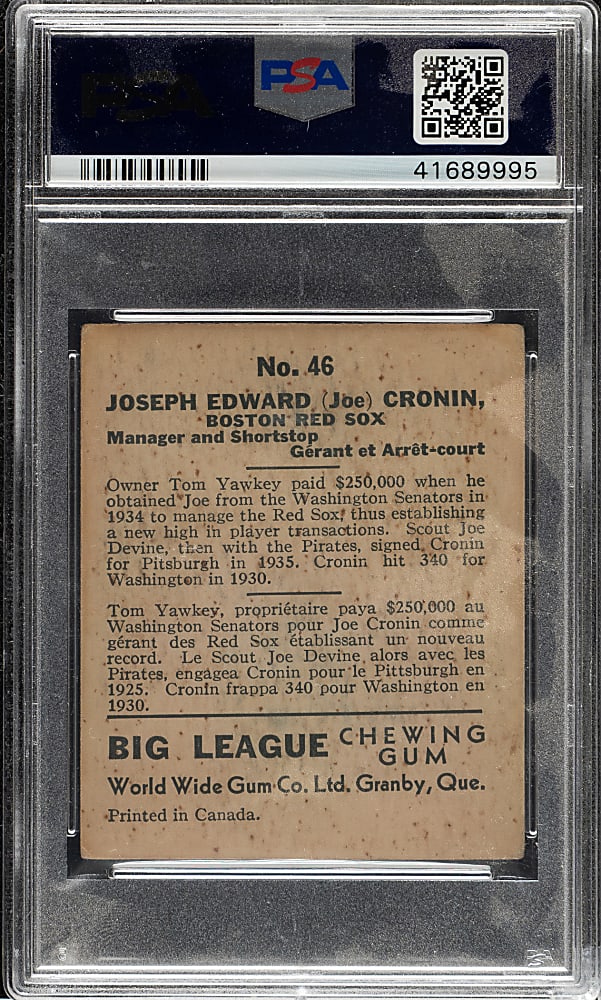 PSA
PSA
41689995
No. 46
JOSEPH EDWARD (Joe) CRONIN,
BOSTON RED SOX
Manager and Shortstop
Gérant et Arrêt-court
Owner Tom Yawkey paid $250,000 when he
obtained Joe from the Washington Senators in
1934 to manage the Red Sox, thus establishing
a new high in player transactions. Scout Joe
Devine, then with the Pirates, signed Cronin
for Pitsburgh in 1935. Cronin hit 340 for
Washington in 1930.
Tom Yawkey, propriétaire paya $250,000 au
Washington Senators pour Joe Cronin comme
gérant des Red Sox établissant un nouveau
record. Le Scout Joe Devine alors avec les
Pirates, engágea Cronin pour le Pittsburgh en
1925. Cronin frappa 340 pour Washington en
1930.
BIG LEAGUE CHEWING GUM
World Wide Gum Co. Ltd. Granby, Que.
Printed in Canada.